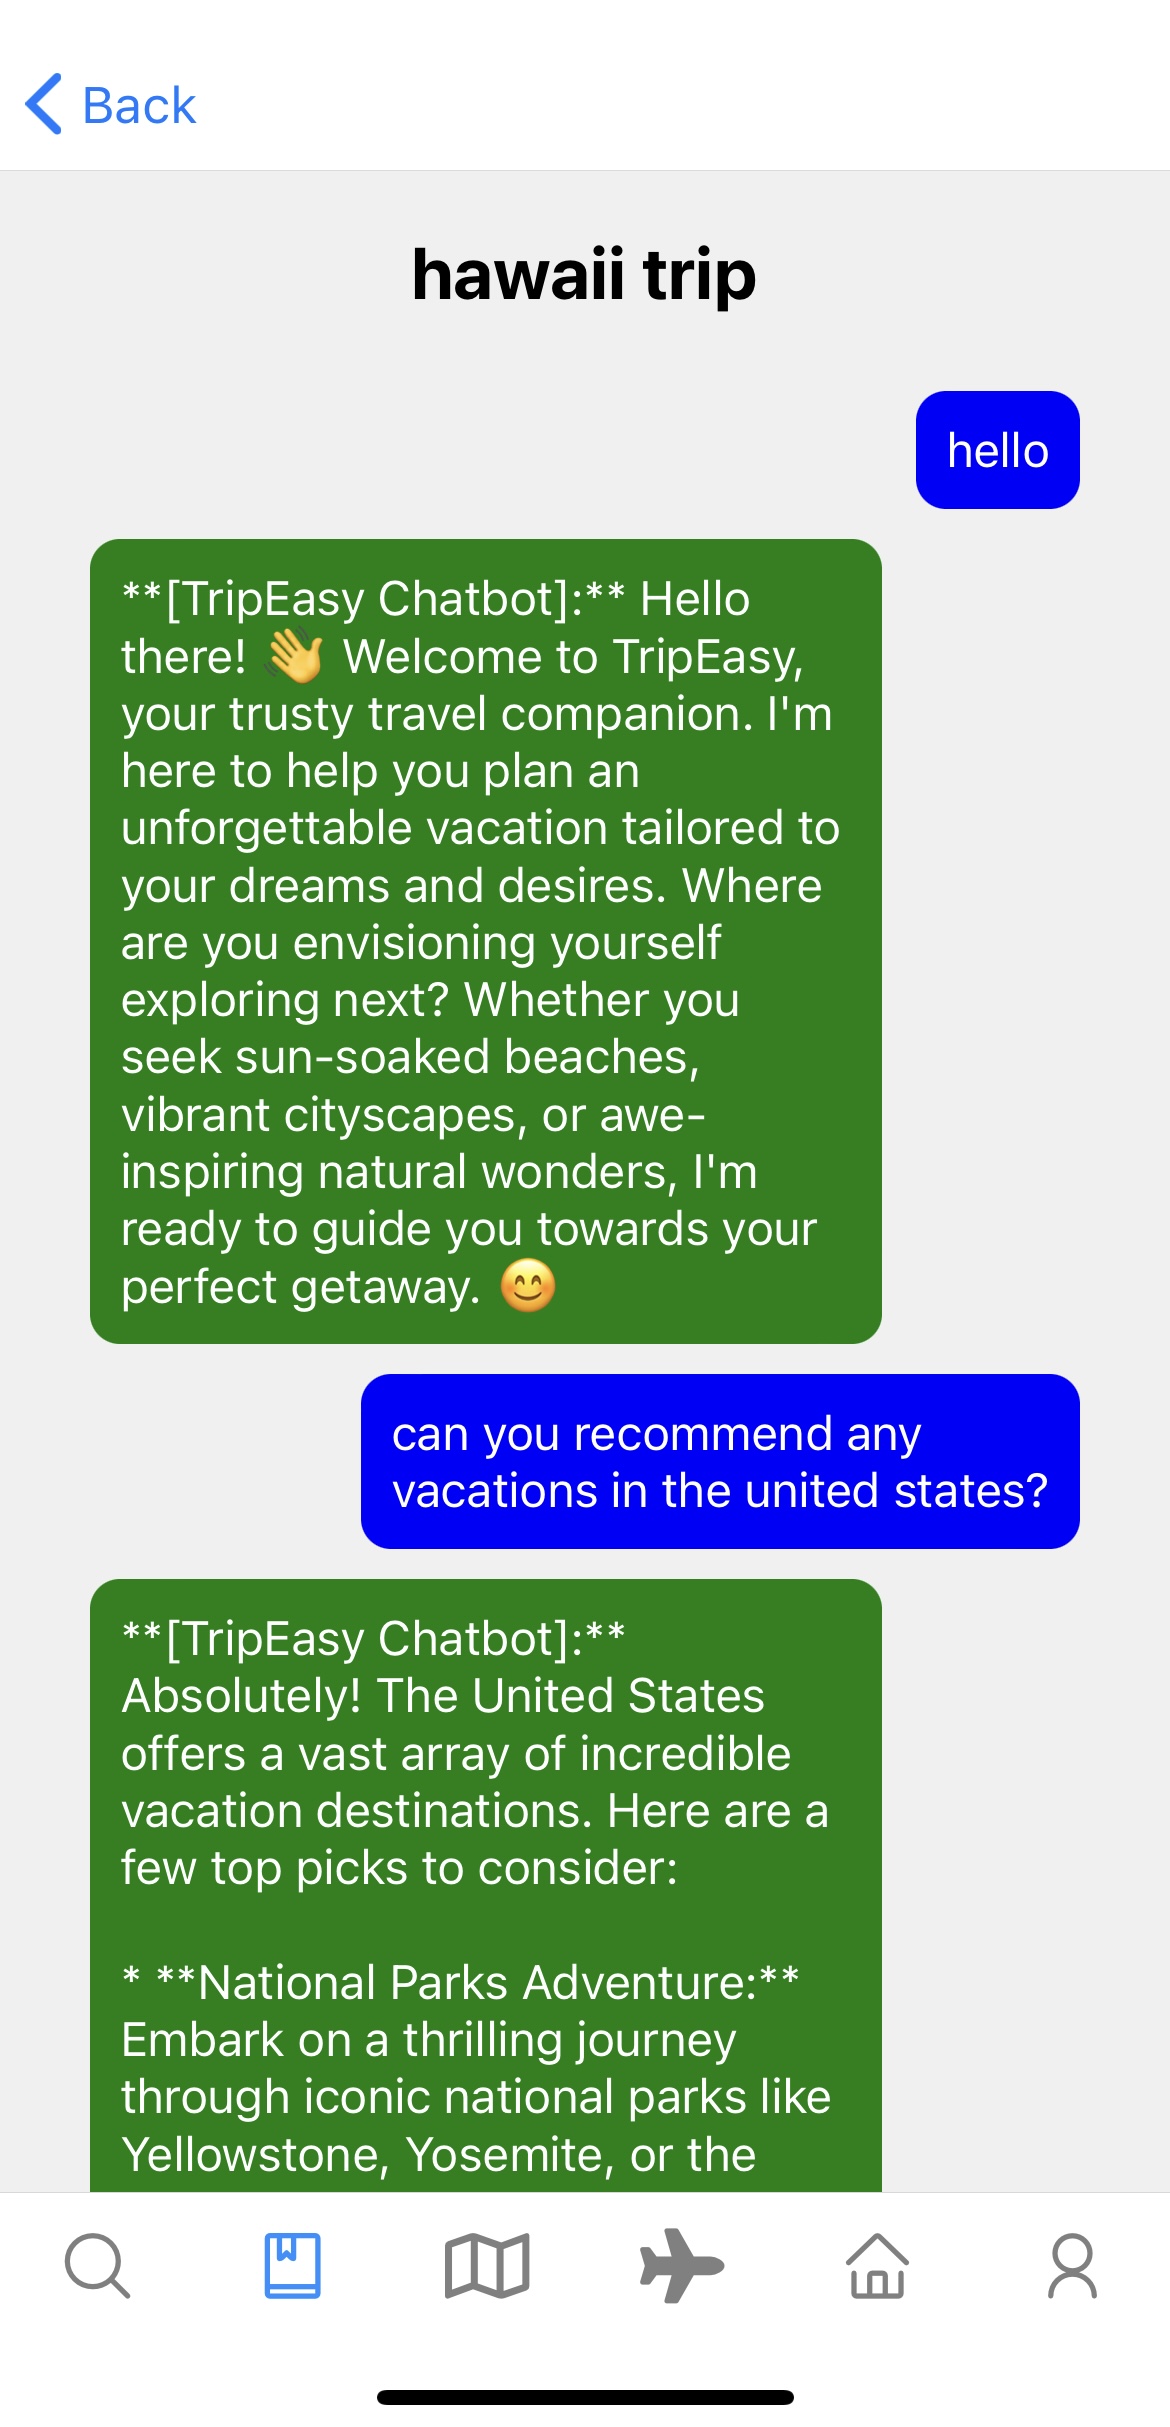 Back
hawaii trip
hello
**[TripEasy Chatbot]:** Hello
there! 👋 Welcome to TripEasy,
your trusty travel companion. I'm
here to help you plan an
unforgettable vacation tailored to
your dreams and desires. Where
are you envisioning yourself
exploring next? Whether you
seek sun-soaked beaches,
vibrant cityscapes, or awe-
inspiring natural wonders, I'm
ready to guide you towards your
perfect getaway. 😊
can you recommend any
vacations in the united states?
**[TripEasy Chatbot]:**
Absolutely! The United States
offers a vast array of incredible
vacation destinations. Here are a
few top picks to consider:
* **National Parks Adventure:**
Embark on a thrilling journey
through iconic national parks like
Yellowstone, Yosemite, or the